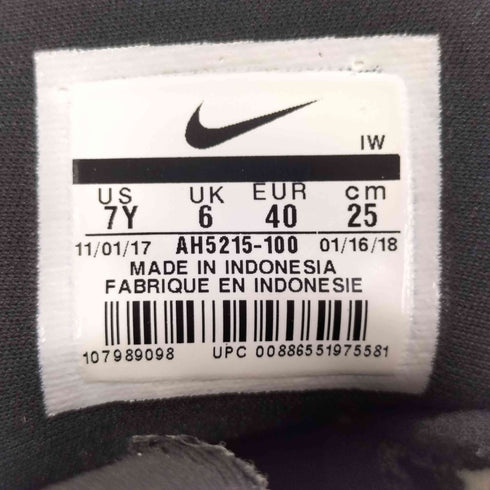 IW
US UK EUR cm
7Y 6 40 25
11/01/17 AH5215-100 01/16/18
MADE IN INDONESIA
FABRIQUE EN INDONESIE
107989098 UPC 00886551975581